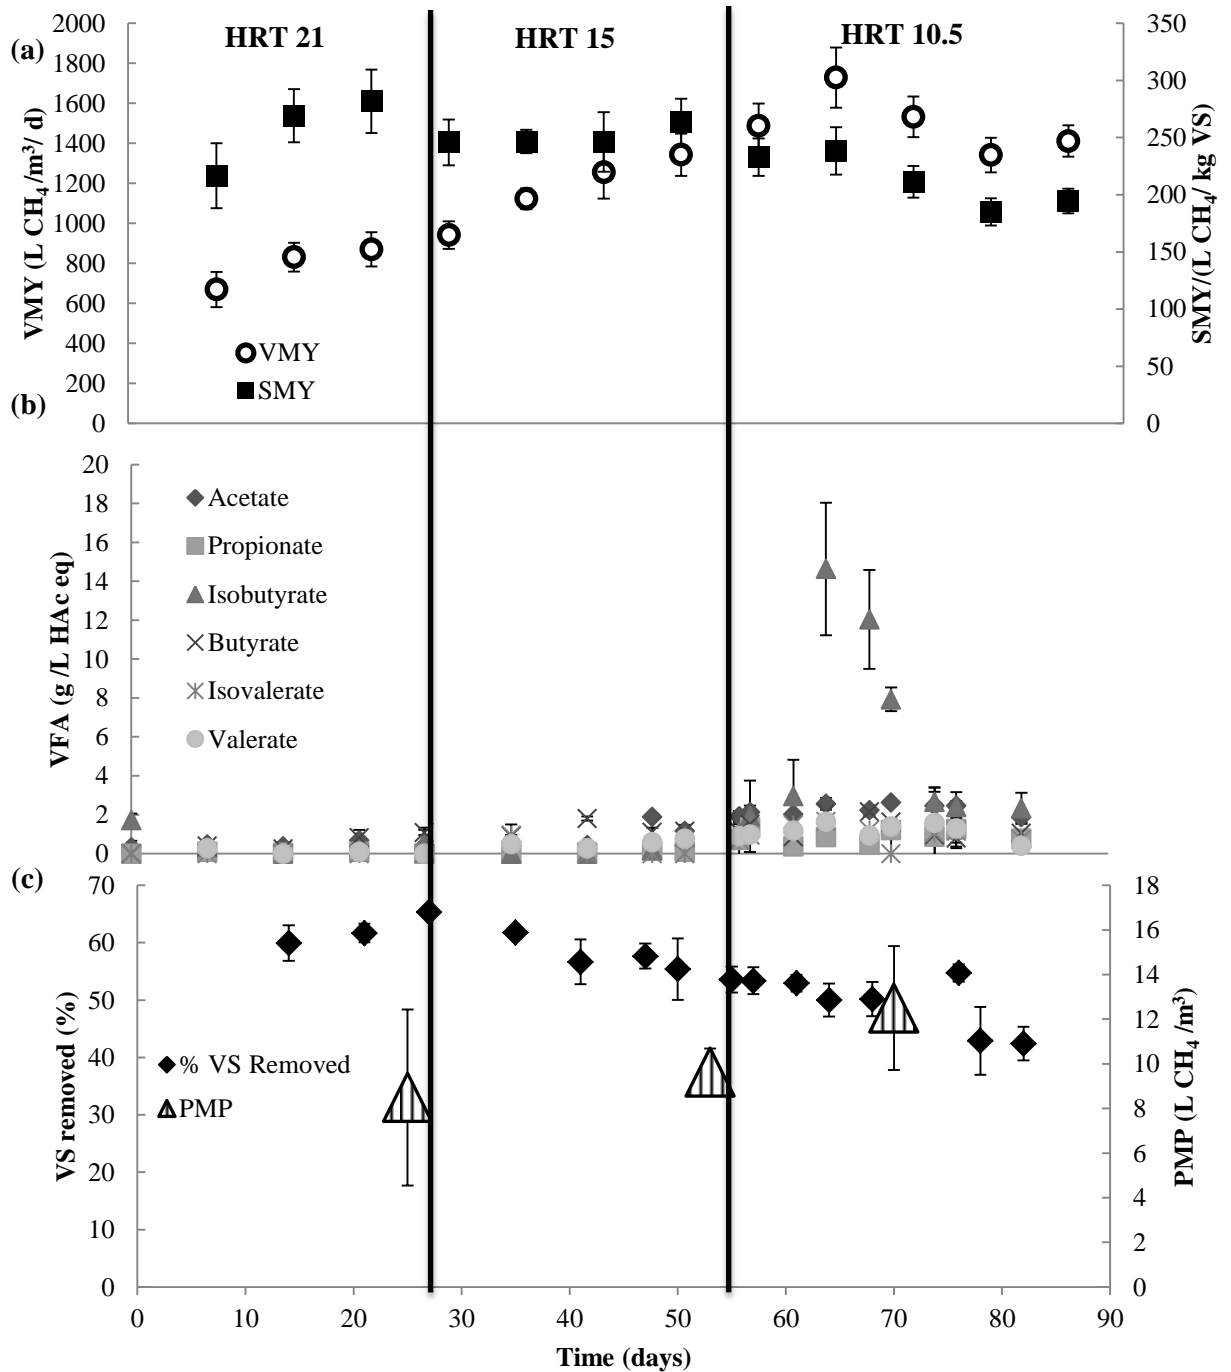 (a)
HRT 21
HRT 15
HRT 10.5
2000
1800
1600
1400
1200
1000
800
600
400
200
0
VMY (L CH4 /m3/ d)
350
300
250
200
150
100
50
0
SMY/(L CH4/ kg VS)
VMY
SMY
(b)
20
18
16
14
12
10
8
6
4
2
0
VFA (g /L HAc eq)
Acetate
Propionate
Isobutyrate
Butyrate
Isovalerate
Valerate
(c)
70
60
50
40
30
20
10
0
VS removed (%)
% VS Removed
PMP
18
16
14
12
10
8
6
4
2
0
PMP (L CH4 /m3)
0 10 20 30 40 50 60 70 80 90
Time (days)